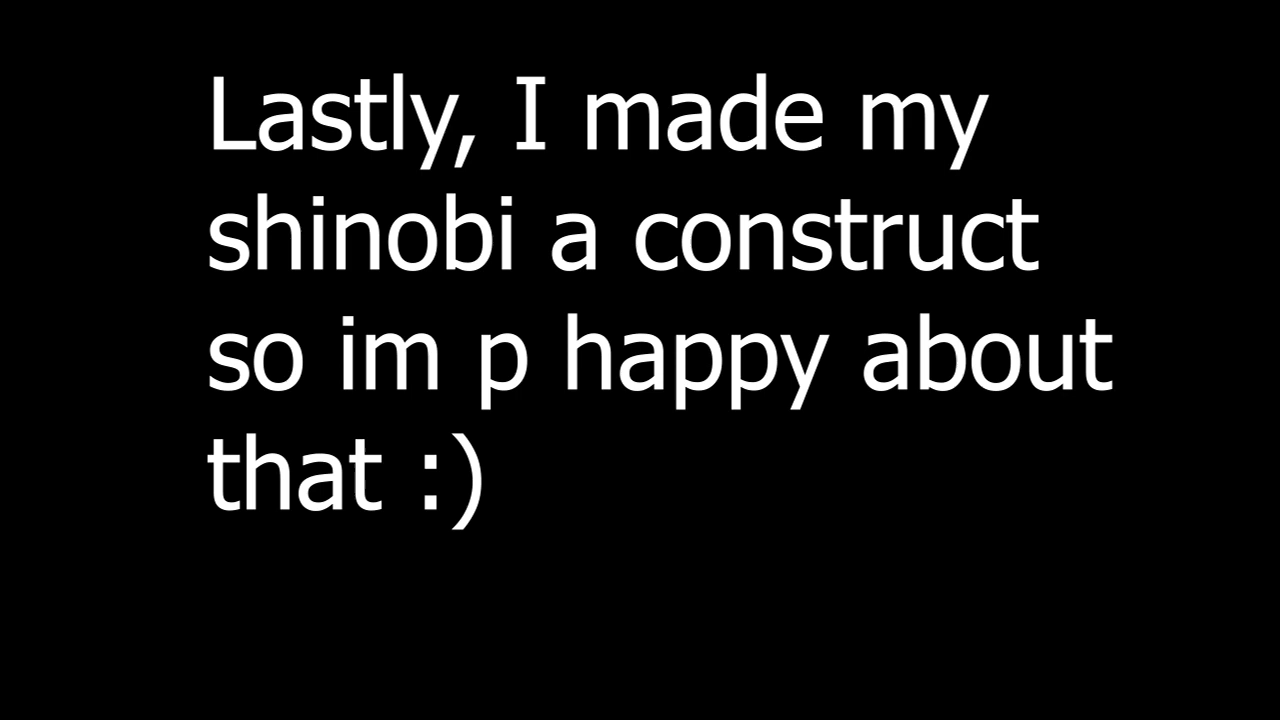 Lastly, I made my
shinobi a construct
so im p happy about
that :)